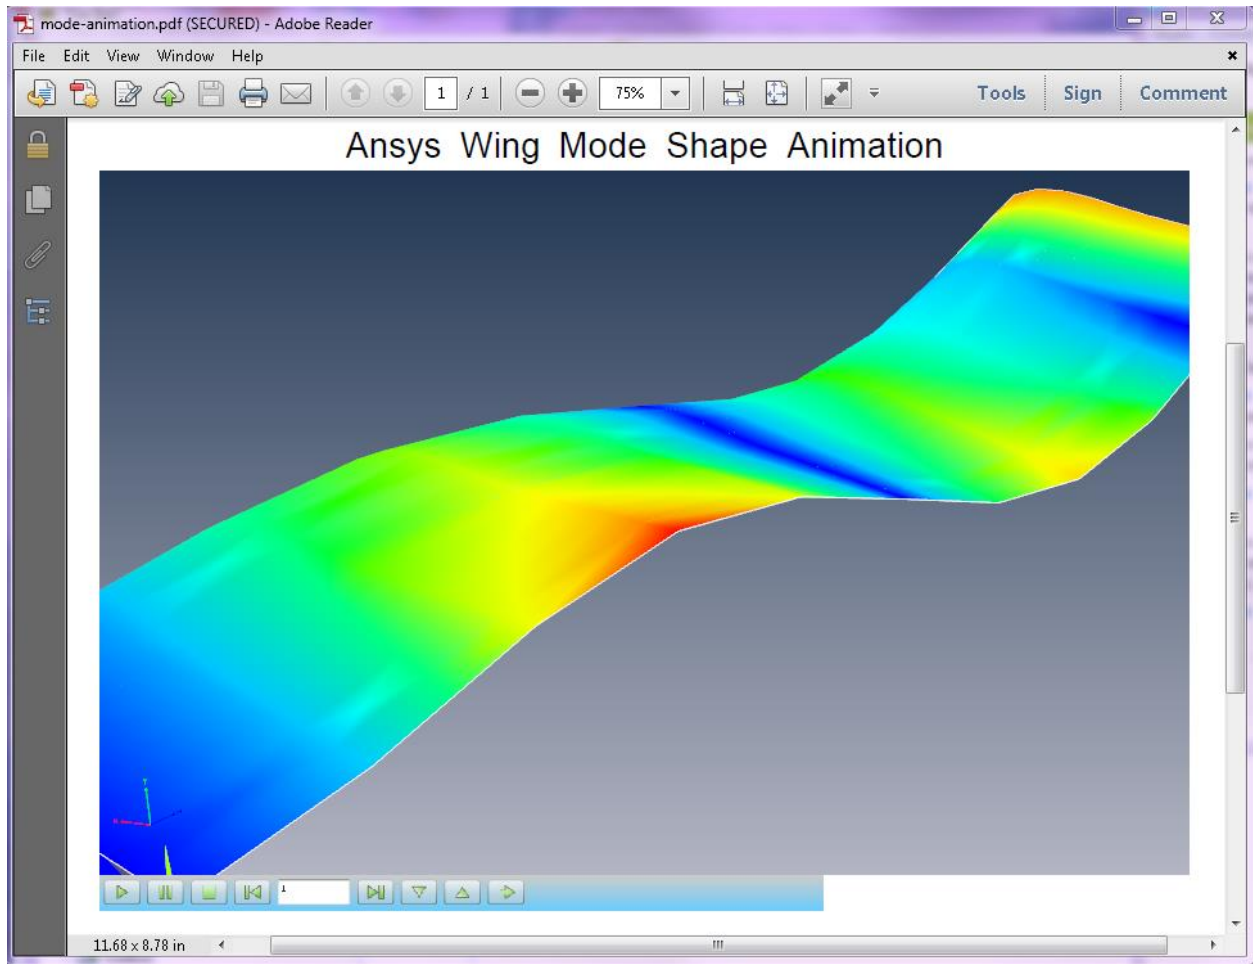 mode-animation.pdf (SECURED) - Adobe Reader
File Edit View Window Help
1 / 1 75% Tools Sign Comment
Ansys Wing Mode Shape Animation
1
11.68 x 8.78 in